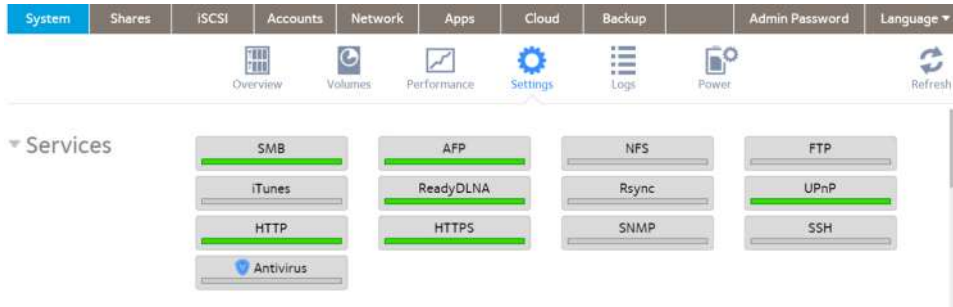 System Shares iSCSI Accounts Network Apps Cloud Backup Admin Password Language
Overview Volumes Performance Settings Logs Power Refresh
Services
SMB AFP NFS FTP
iTunes ReadyDLNA Rsync UPnP
HTTP HTTPS SNMP SSH
Antivirus